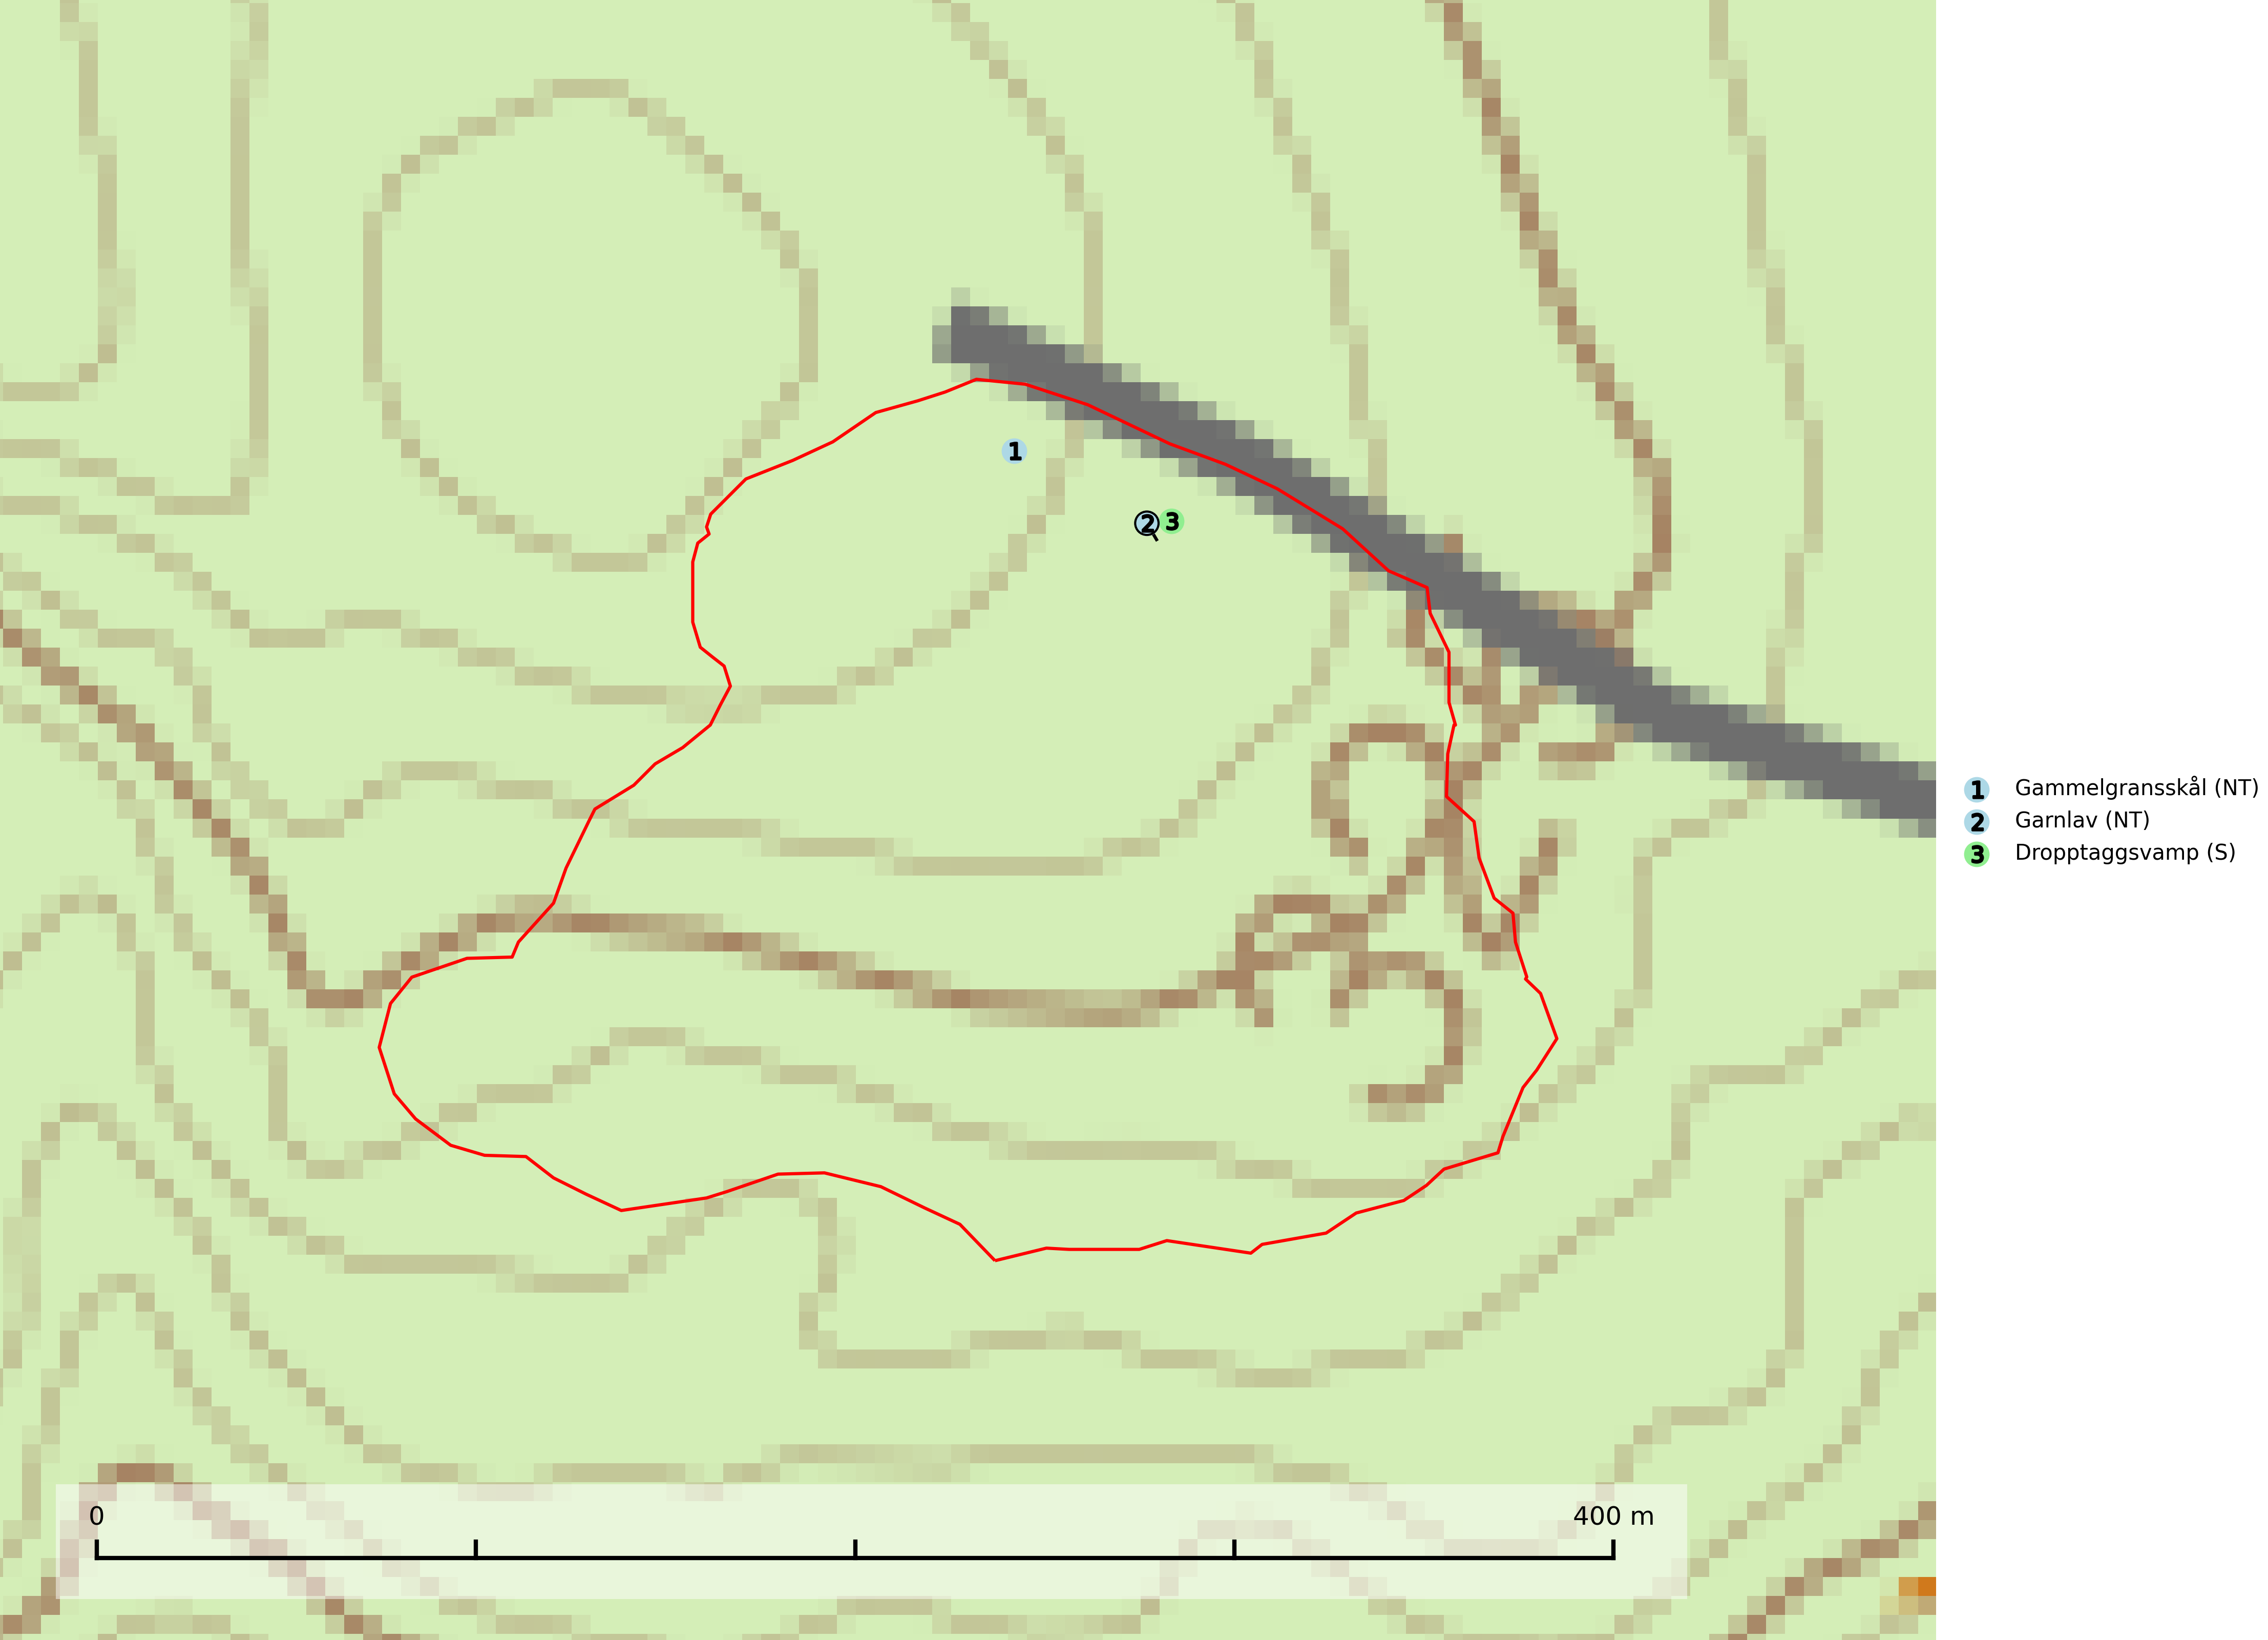 1
2 3
1 Gammelgransskål (NT)
2 Garnlav (NT)
3 Dropptaggsvamp (S)
0 400 m